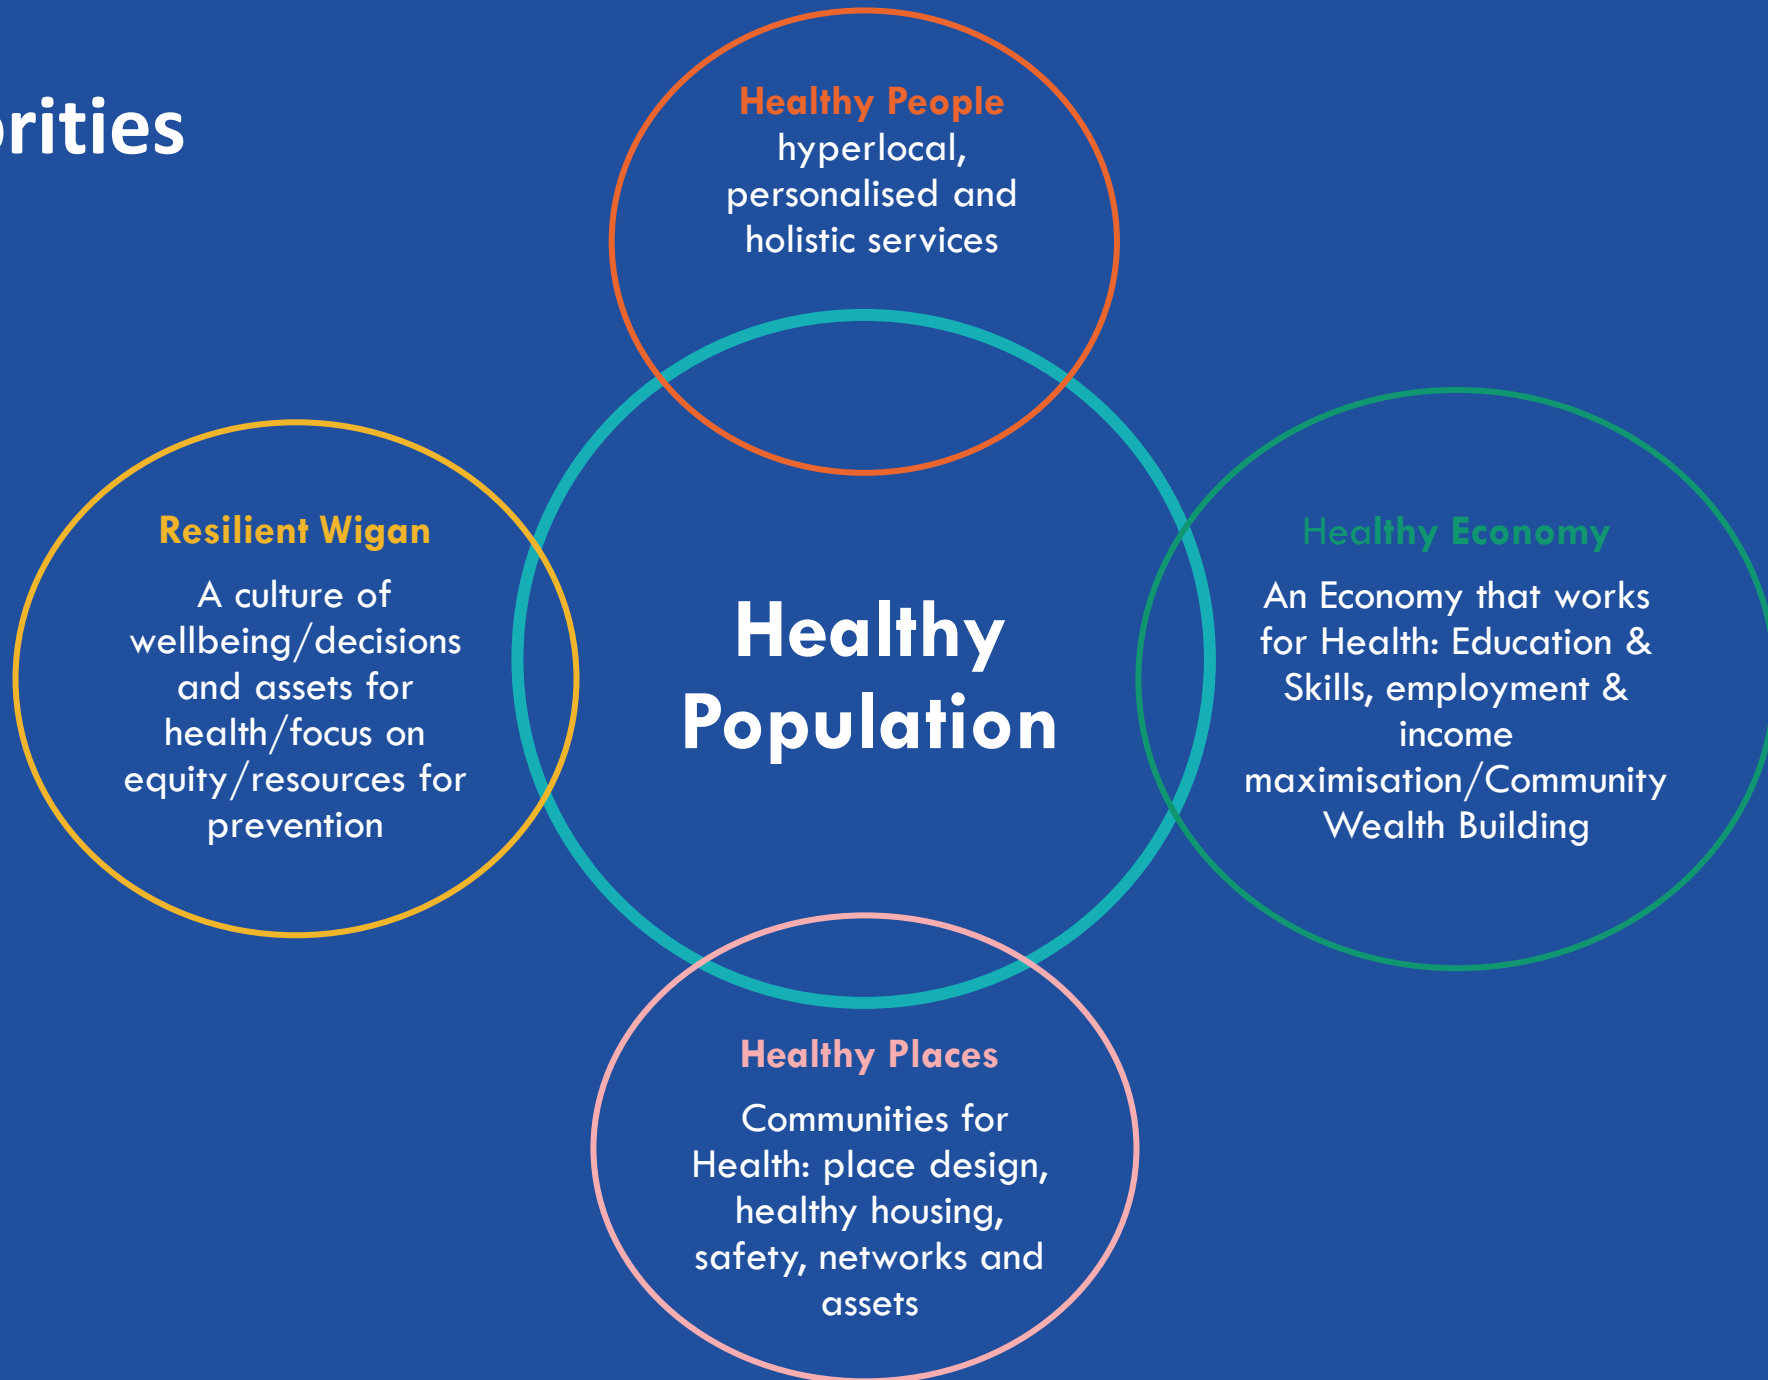 orities
Healthy People
hyperlocal,
personalised and
holistic services
Resilient Wigan
A culture of
wellbeing/decisions
and assets for
health/focus on
equity/resources for
prevention
Healthy
Population
Healthy Economy
An Economy that works
for Health: Education &
Skills, employment &
income
maximisation/Community
Wealth Building
Healthy Places
Communities for
Health: place design,
healthy housing,
safety, networks and
assets